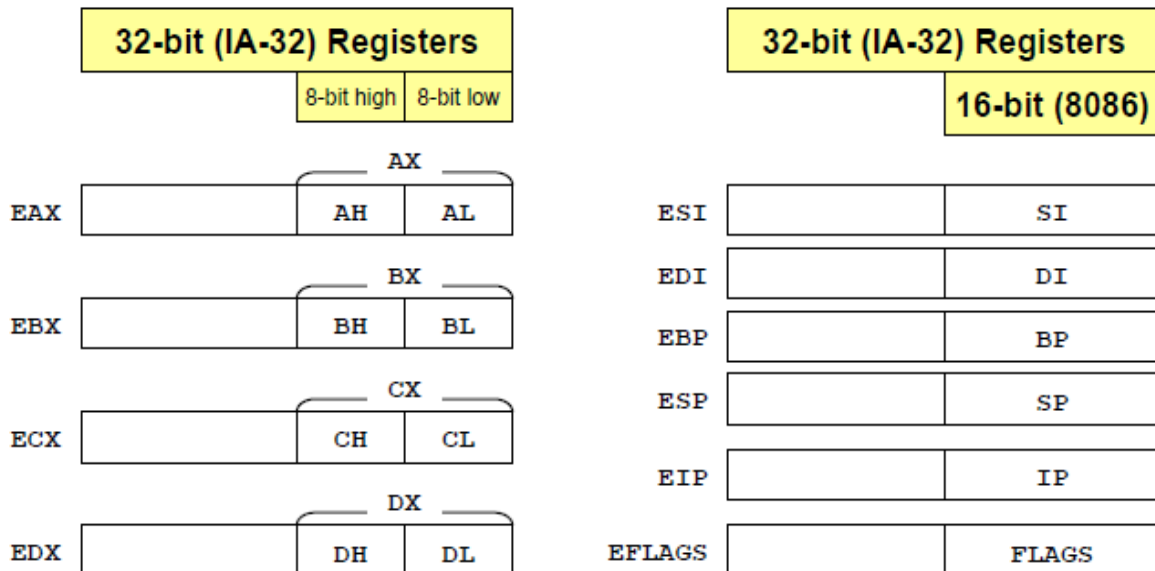 32-bit (IA-32) Registers
8-bit high 8-bit low
AX
EAX AH AL
BX
EBX BH BL
CX
ECX CH CL
DX
EDX DH DL
32-bit (IA-32) Registers
16-bit (8086)
ESI SI
EDI DI
EBP BP
ESP SP
EIP IP
EFLAGS FLAGS